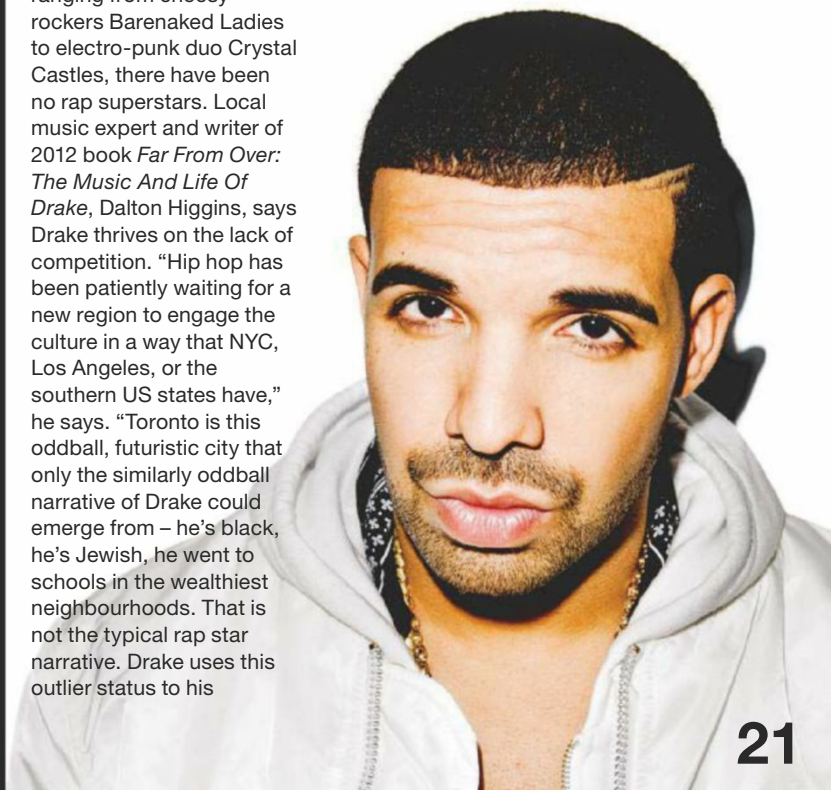 ranging from cheesy
rockers Barenaked Ladies
to electro-punk duo Crystal
Castles, there have been
no rap superstars. Local
music expert and writer of
2012 book Far From Over:
The Music And Life Of
Drake, Dalton Higgins, says
Drake thrives on the lack of
competition. “Hip hop has
been patiently waiting for a
new region to engage the
culture in a way that NYC,
Los Angeles, or the
southern US states have,”
he says. “Toronto is this
oddball, futuristic city that
only the similarly oddball
narrative of Drake could
emerge from – he’s black,
he’s Jewish, he went to
schools in the wealthiest
neighbourhoods. That is
not the typical rap star
narrative. Drake uses this
outlier status to his
21